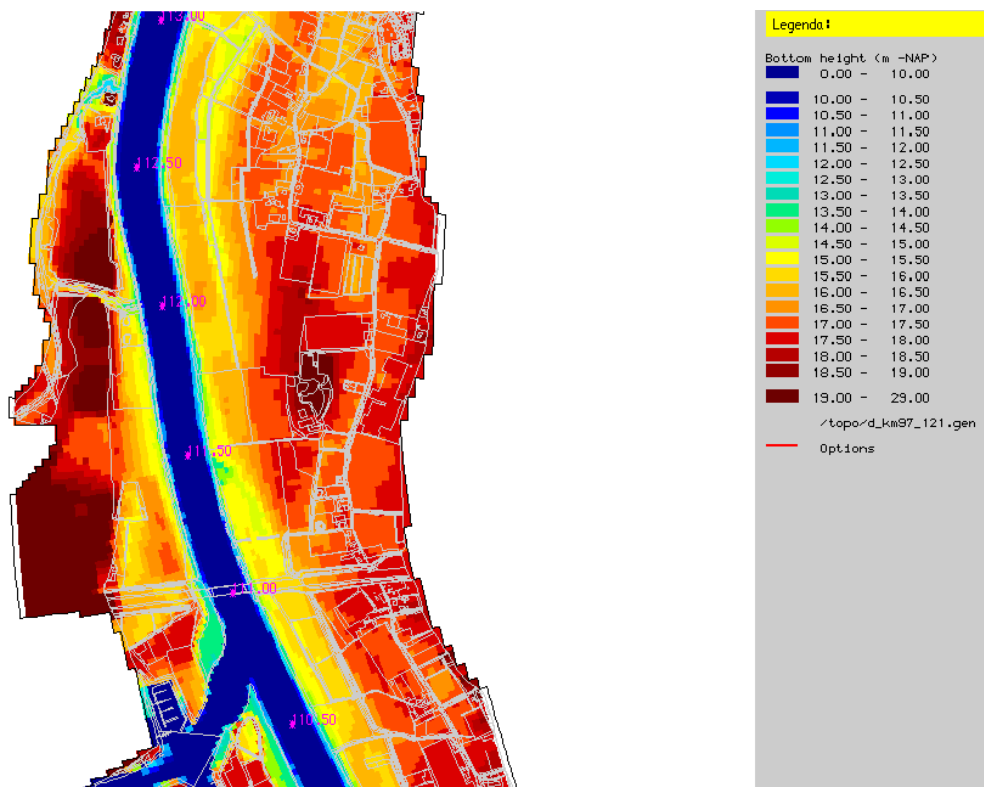 113.00
112.50
112.00
111.50
111.00
110.50
Legenda:
Bottom height (m -NAP)
0.00 - 10.00
10.00 - 10.50
10.50 - 11.00
11.00 - 11.50
11.50 - 12.00
12.00 - 12.50
12.50 - 13.00
13.00 - 13.50
13.50 - 14.00
14.00 - 14.50
14.50 - 15.00
15.00 - 15.50
15.50 - 16.00
16.00 - 16.50
16.50 - 17.00
17.00 - 17.50
17.50 - 18.00
18.00 - 18.50
18.50 - 19.00
19.00 - 29.00
/topo/d_km97_121.gen
Options